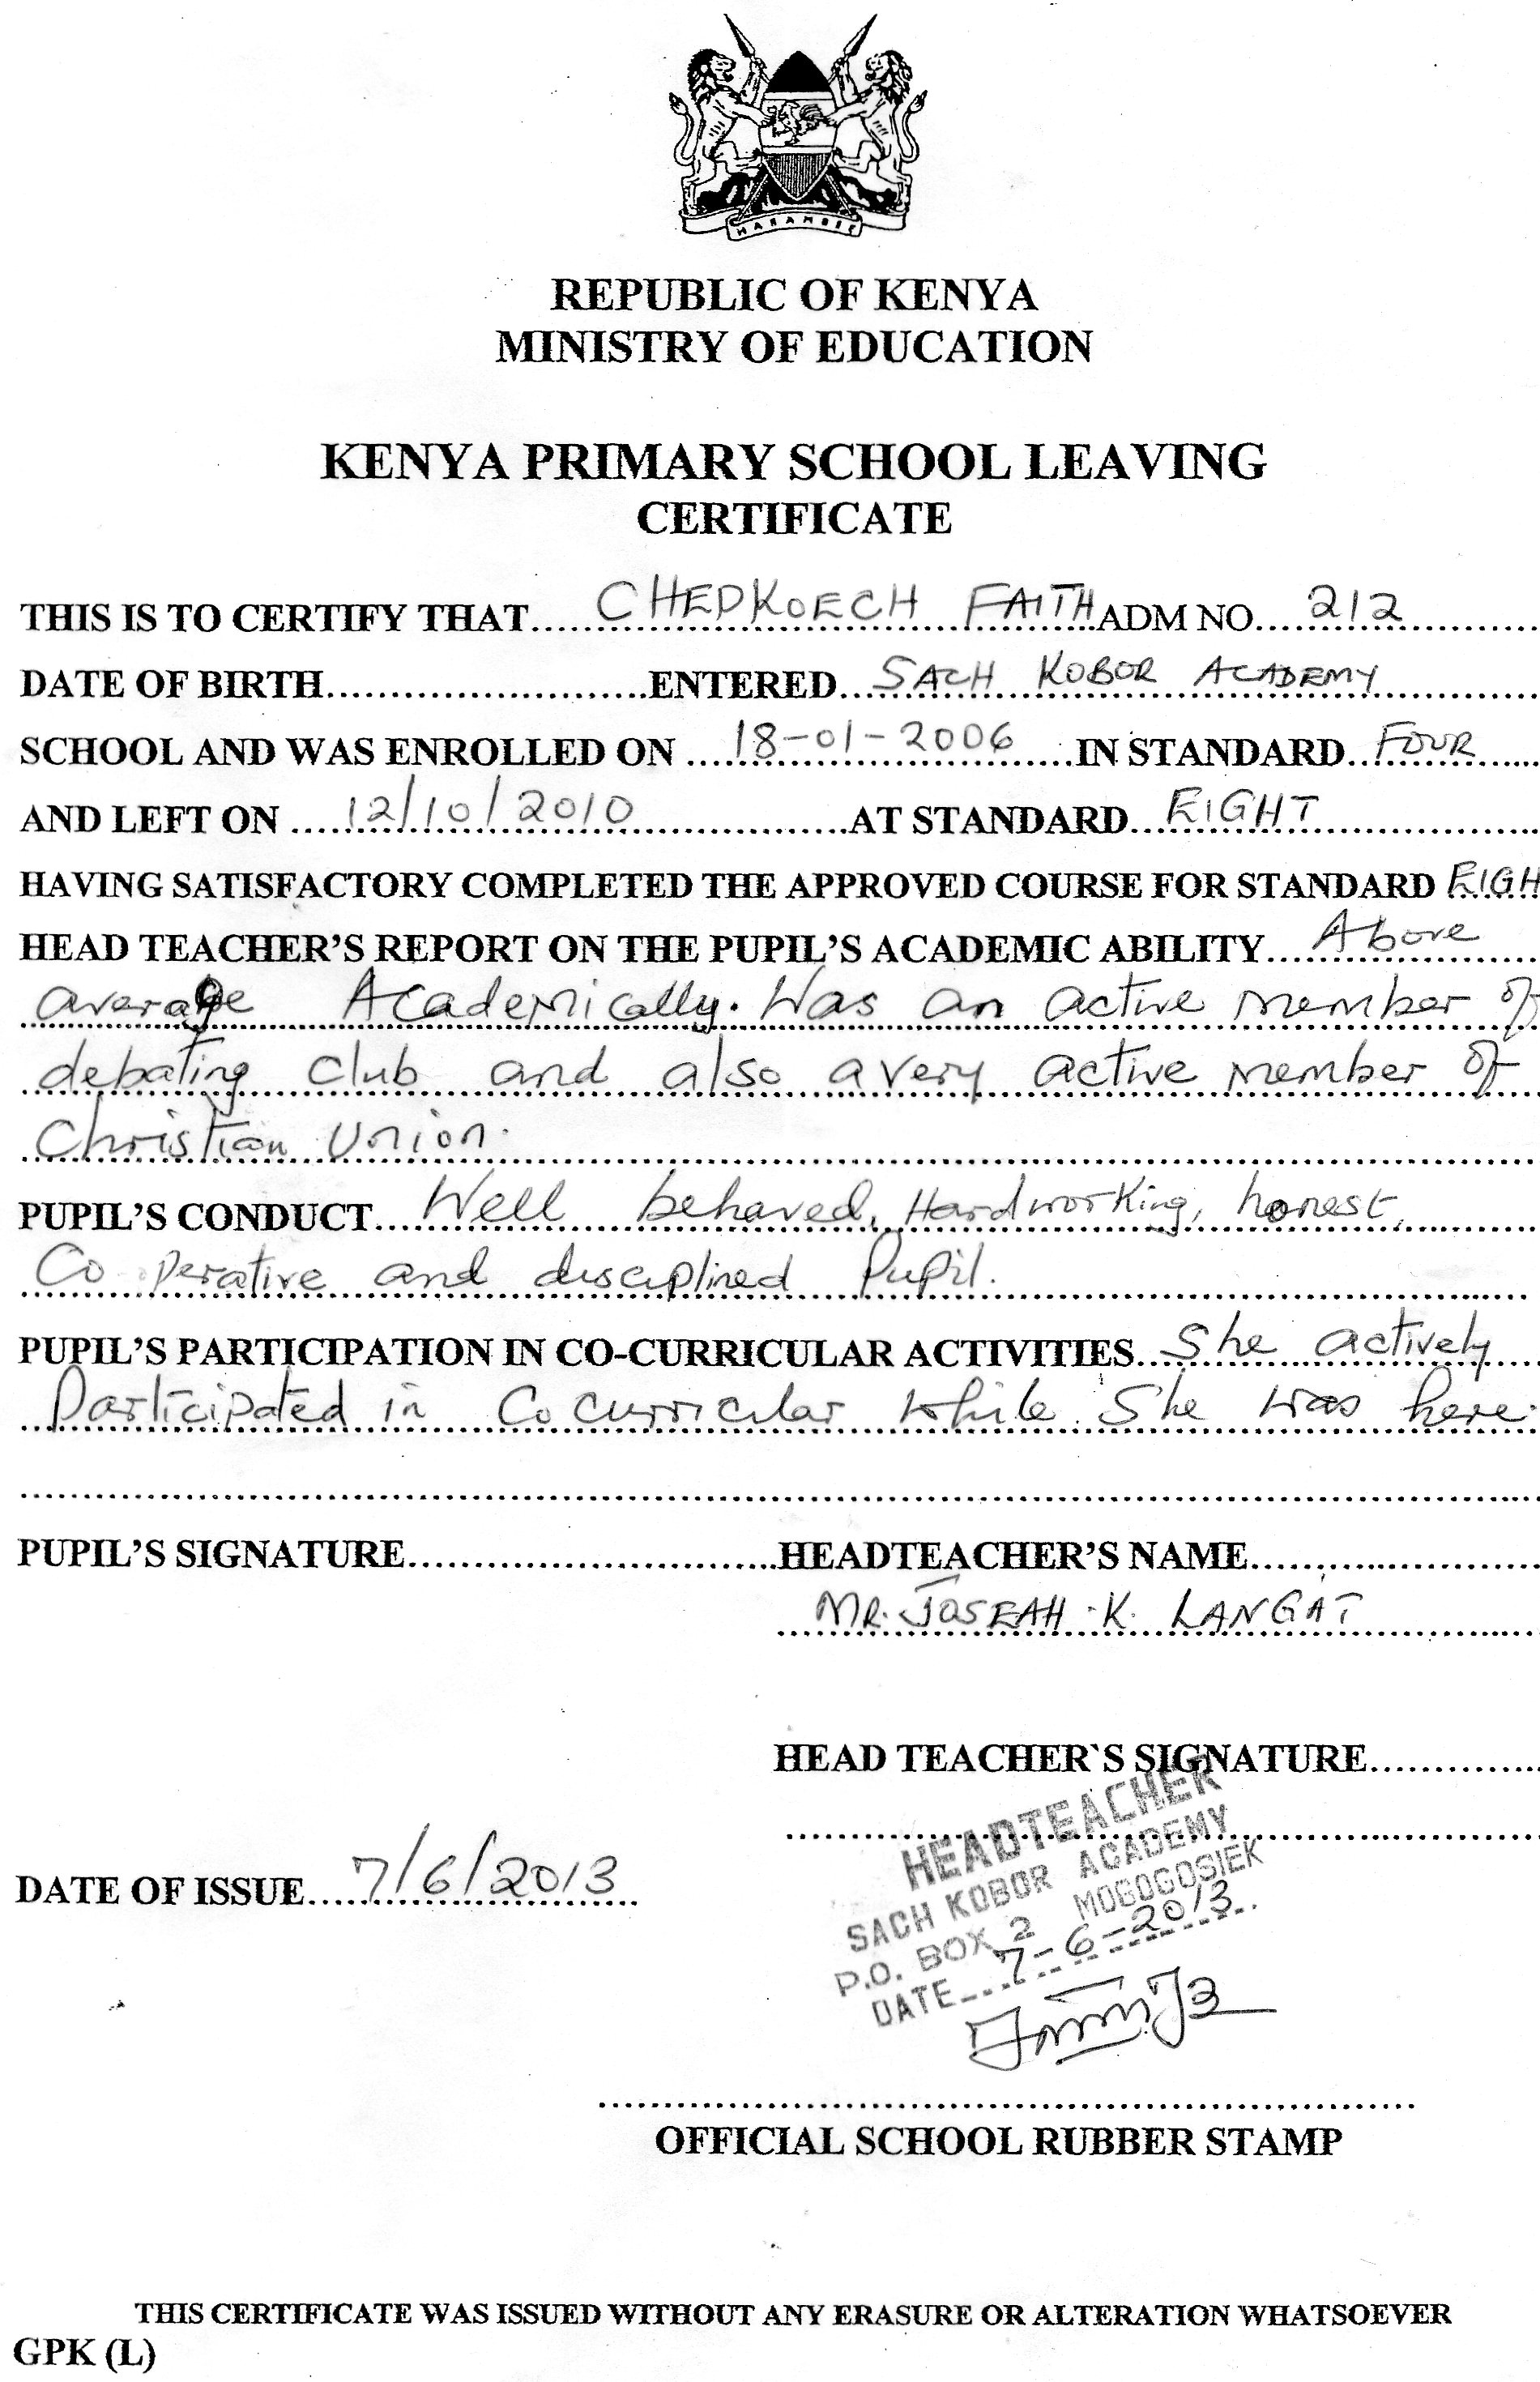 HARAMBEE
REPUBLIC OF KENYA
MINISTRY OF EDUCATION
KENYA PRIMARY SCHOOL LEAVING
CERTIFICATE
THIS IS TO CERTIFY THAT CHEPKOECH FAITH ADM NO 212
DATE OF BIRTH ENTERED SACH KOBOR ACADEMY
SCHOOL AND WAS ENROLLED ON 18-01-2006 IN STANDARD FOUR
AND LEFT ON 12/10/2010 AT STANDARD EIGHT
HAVING SATISFACTORY COMPLETED THE APPROVED COURSE FOR STANDARD EIGH
HEAD TEACHER'S REPORT ON THE PUPIL'S ACADEMIC ABILITY Above
average Academically. Was an active member of
debating club and also a very active member of
Christian Union.
PUPIL'S CONDUCT Well behaved, Hardworking, honest,
Co operative and disciplined Pupil.
PUPIL'S PARTICIPATION IN CO-CURRICULAR ACTIVITIES She actively
Participated in Co curricular while She was here.
PUPIL'S SIGNATURE HEADTEACHER'S NAME
MR. JOSEAH K. LANGAT
HEAD TEACHER`S SIGNATURE
HEADTEACHER
SACH KOBOR ACADEMY
P.O. BOX 2 MOGOGOSIEK
DATE 7-6-2013
DATE OF ISSUE 7/6/2013
OFFICIAL SCHOOL RUBBER STAMP
THIS CERTIFICATE WAS ISSUED WITHOUT ANY ERASURE OR ALTERATION WHATSOEVER
GPK (L)